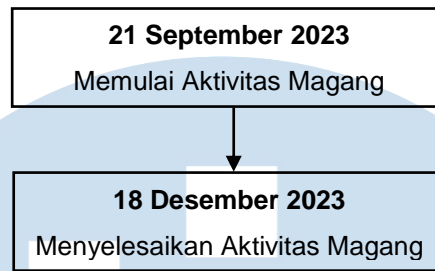 21 September 2023
Memulai Aktivitas Magang
18 Desember 2023
Menyelesaikan Aktivitas Magang